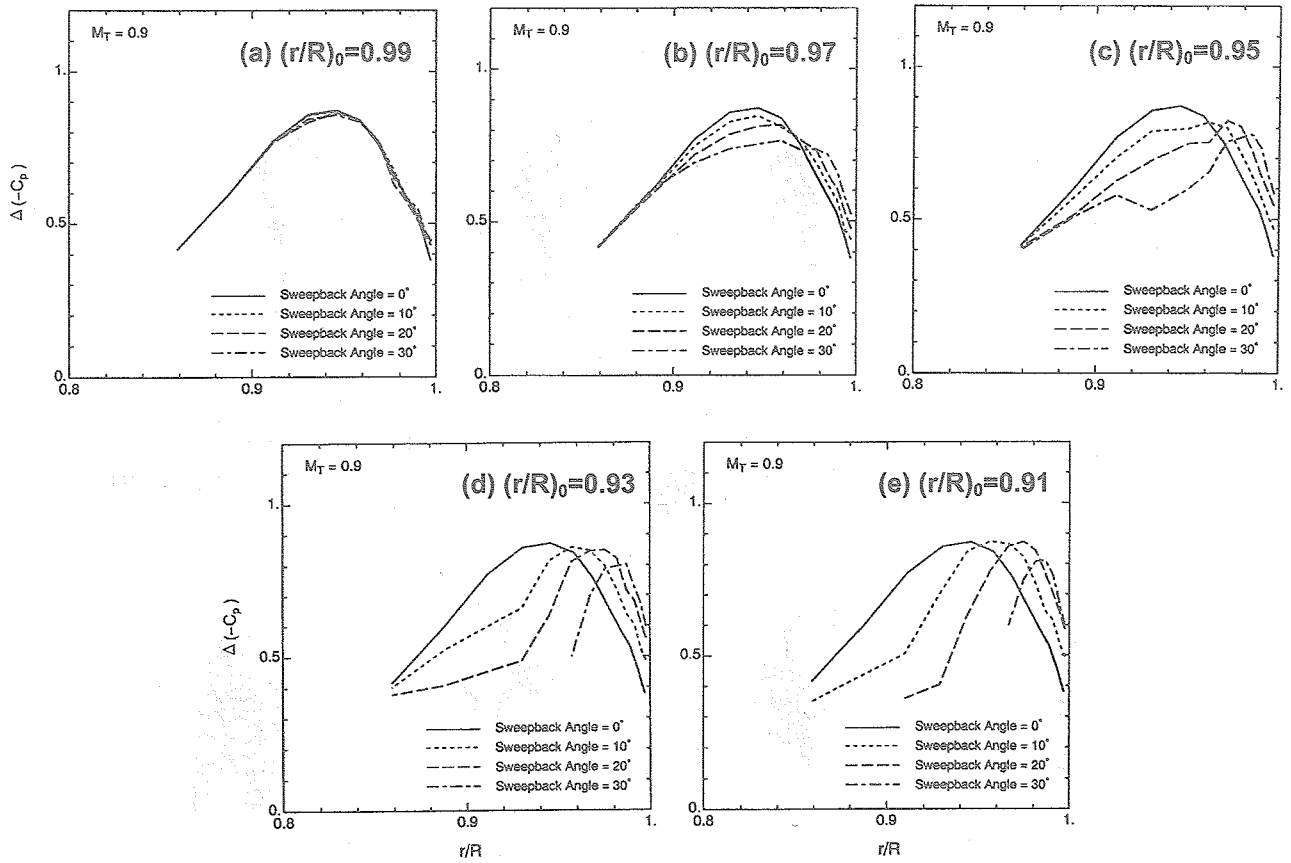 M_T = 0.9
(a) (r/R)₀=0.99
1.
0.5
0.
Δ (−C_p)
Sweepback Angle = 0°
Sweepback Angle = 10°
Sweepback Angle = 20°
Sweepback Angle = 30°
0.8
0.9
1.
M_T = 0.9
(b) (r/R)₀=0.97
1.
0.5
0.
Sweepback Angle = 0°
Sweepback Angle = 10°
Sweepback Angle = 20°
Sweepback Angle = 30°
0.8
0.9
1.
M_T = 0.9
(c) (r/R)₀=0.95
1.
0.5
0.
Sweepback Angle = 0°
Sweepback Angle = 10°
Sweepback Angle = 20°
Sweepback Angle = 30°
0.8
0.9
1.
M_T = 0.9
(d) (r/R)₀=0.93
1.
0.5
0.
Δ (−C_p)
Sweepback Angle = 0°
Sweepback Angle = 10°
Sweepback Angle = 20°
Sweepback Angle = 30°
0.8
0.9
1.
r/R
M_T = 0.9
(e) (r/R)₀=0.91
1.
0.5
0.
Sweepback Angle = 0°
Sweepback Angle = 10°
Sweepback Angle = 20°
Sweepback Angle = 30°
0.8
0.9
1.
r/R